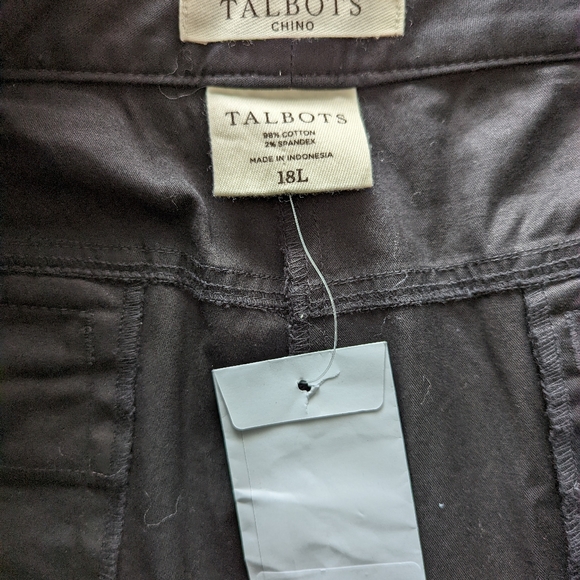 TALBOTS
CHINO
TALBOTS
98% COTTON
2% SPANDEX
MADE IN INDONESIA
18L